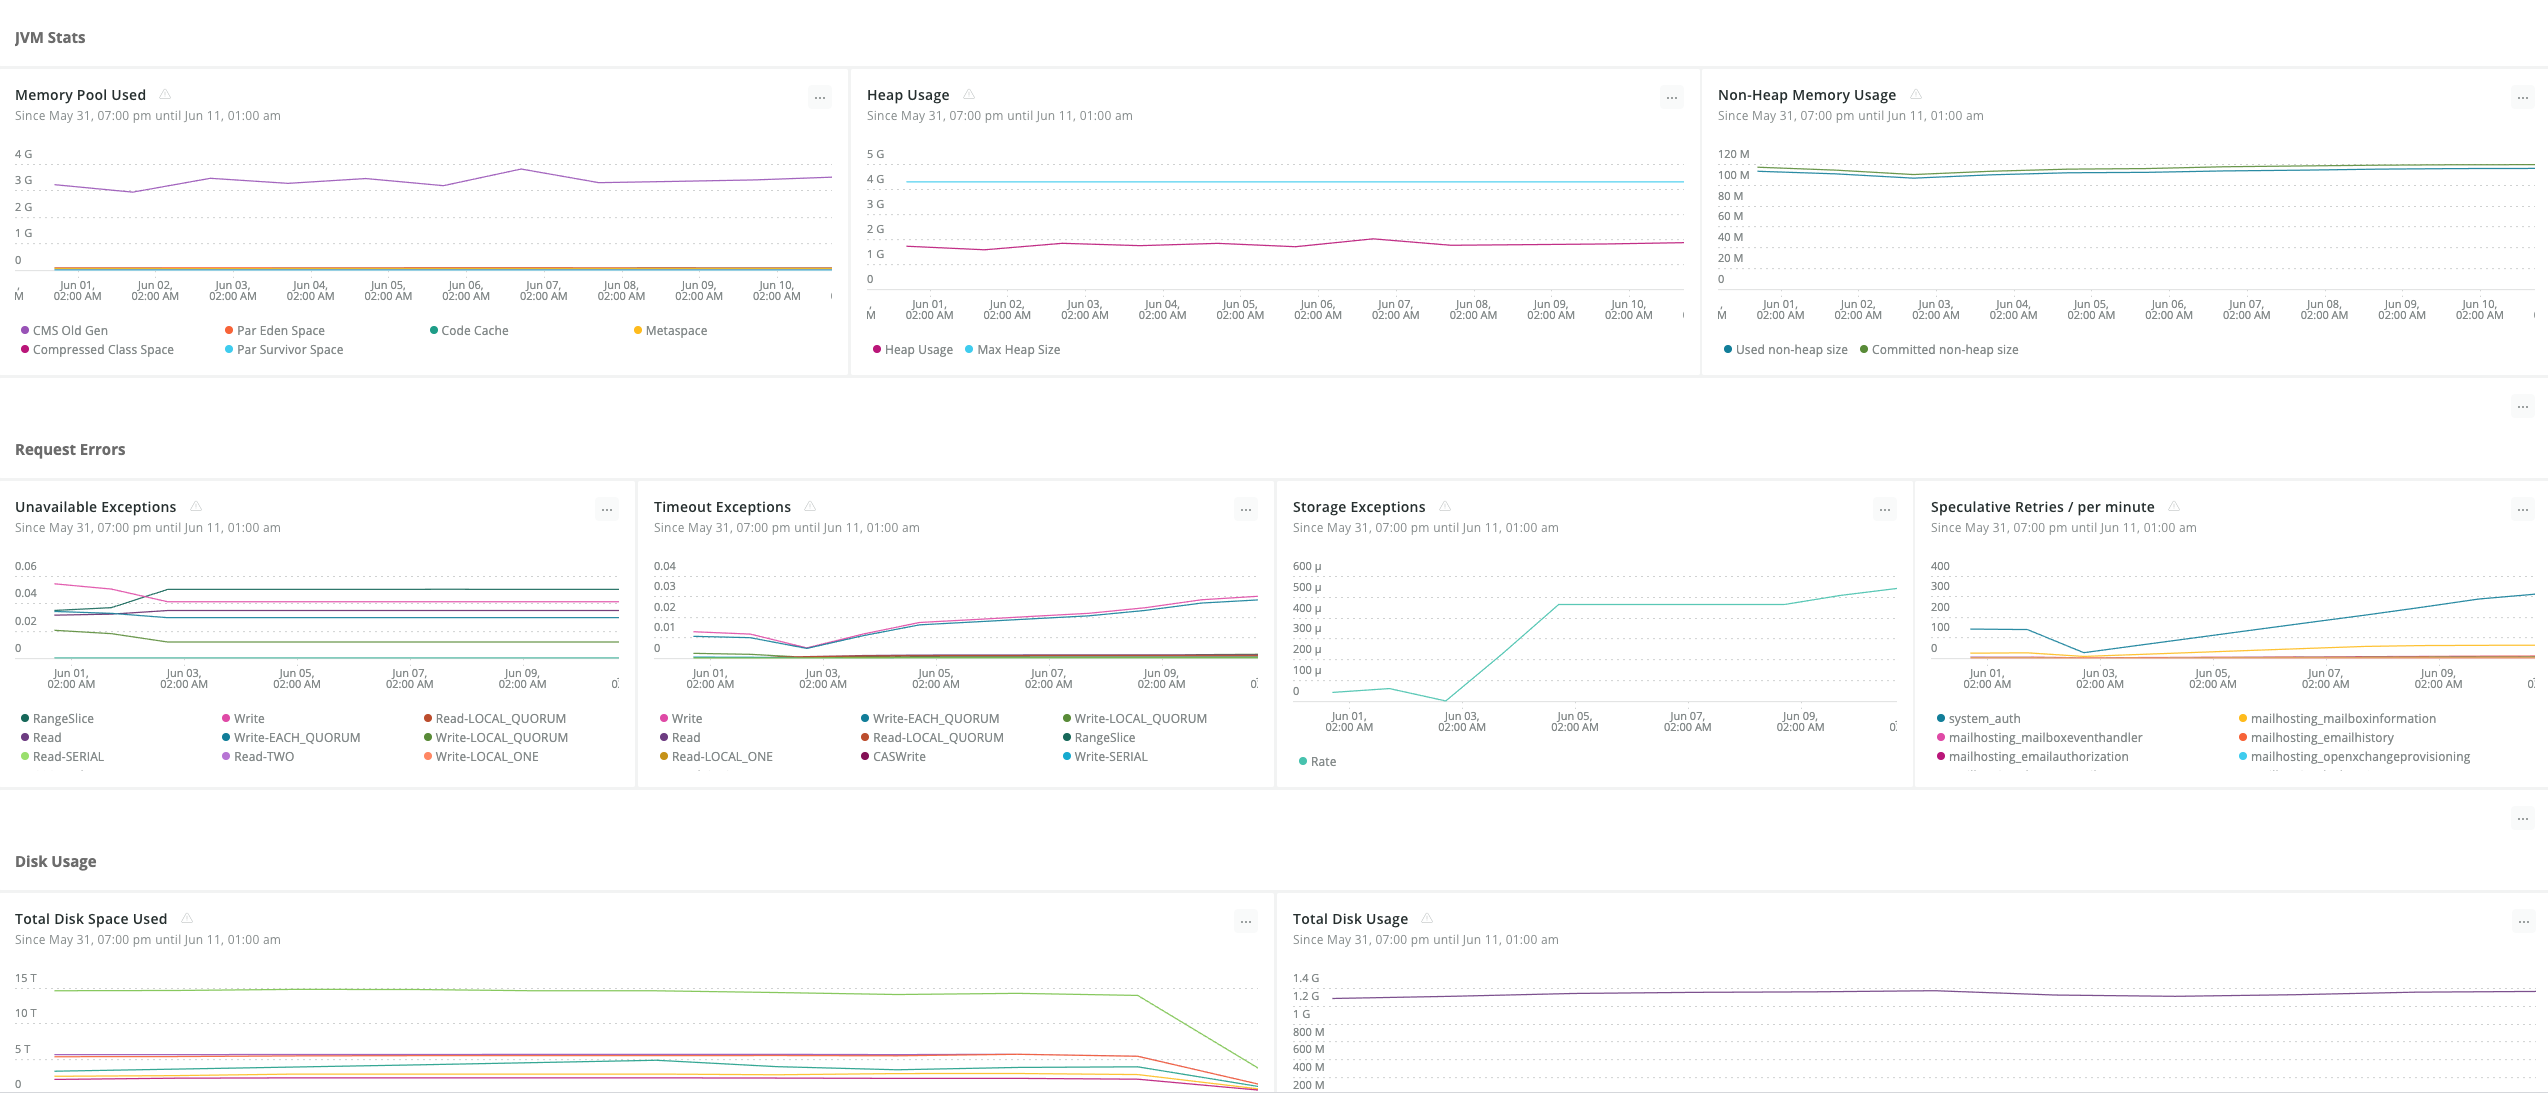 JVM Stats
Memory Pool Used
Since May 31, 07:00 pm until Jun 11, 01:00 am
4 G
3 G
2 G
1 G
0
, Jun 01, Jun 02, Jun 03, Jun 04, Jun 05, Jun 06, Jun 07, Jun 08, Jun 09, Jun 10,
M 02:00 AM 02:00 AM 02:00 AM 02:00 AM 02:00 AM 02:00 AM 02:00 AM 02:00 AM 02:00 AM 02:00 AM
CMS Old Gen Par Eden Space Code Cache Metaspace
Compressed Class Space Par Survivor Space
Heap Usage
Since May 31, 07:00 pm until Jun 11, 01:00 am
5 G
4 G
3 G
2 G
1 G
0
, Jun 01, Jun 02, Jun 03, Jun 04, Jun 05, Jun 06, Jun 07, Jun 08, Jun 09, Jun 10,
M 02:00 AM 02:00 AM 02:00 AM 02:00 AM 02:00 AM 02:00 AM 02:00 AM 02:00 AM 02:00 AM 02:00 AM
Heap Usage Max Heap Size
Non-Heap Memory Usage
Since May 31, 07:00 pm until Jun 11, 01:00 am
120 M
100 M
80 M
60 M
40 M
20 M
0
, Jun 01, Jun 02, Jun 03, Jun 04, Jun 05, Jun 06, Jun 07, Jun 08, Jun 09, Jun 10,
M 02:00 AM 02:00 AM 02:00 AM 02:00 AM 02:00 AM 02:00 AM 02:00 AM 02:00 AM 02:00 AM 02:00 AM
Used non-heap size Committed non-heap size
Request Errors
Unavailable Exceptions
Since May 31, 07:00 pm until Jun 11, 01:00 am
0.06
0.04
0.02
0
Jun 01, Jun 03, Jun 05, Jun 07, Jun 09,
02:00 AM 02:00 AM 02:00 AM 02:00 AM 02:00 AM
RangeSlice Write Read-LOCAL_QUORUM
Read Write-EACH_QUORUM Write-LOCAL_QUORUM
Read-SERIAL Read-TWO Write-LOCAL_ONE
Timeout Exceptions
Since May 31, 07:00 pm until Jun 11, 01:00 am
0.04
0.03
0.02
0.01
0
Jun 01, Jun 03, Jun 05, Jun 07, Jun 09,
02:00 AM 02:00 AM 02:00 AM 02:00 AM 02:00 AM
Write Write-EACH_QUORUM Write-LOCAL_QUORUM
Read Read-LOCAL_QUORUM RangeSlice
Read-LOCAL_ONE CASWrite Write-SERIAL
Storage Exceptions
Since May 31, 07:00 pm until Jun 11, 01:00 am
600 µ
500 µ
400 µ
300 µ
200 µ
100 µ
0
Jun 01, Jun 03, Jun 05, Jun 07, Jun 09,
02:00 AM 02:00 AM 02:00 AM 02:00 AM 02:00 AM
Rate
Speculative Retries / per minute
Since May 31, 07:00 pm until Jun 11, 01:00 am
400
300
200
100
0
Jun 01, Jun 03, Jun 05, Jun 07, Jun 09,
02:00 AM 02:00 AM 02:00 AM 02:00 AM 02:00 AM
system_auth mailhosting_mailboxinformation
mailhosting_mailboxeventhandler mailhosting_emailhistory
mailhosting_emailauthorization mailhosting_openxchangeprovisioning
Disk Usage
Total Disk Space Used
Since May 31, 07:00 pm until Jun 11, 01:00 am
15 T
10 T
5 T
0
Total Disk Usage
Since May 31, 07:00 pm until Jun 11, 01:00 am
1.4 G
1.2 G
1 G
800 M
600 M
400 M
200 M